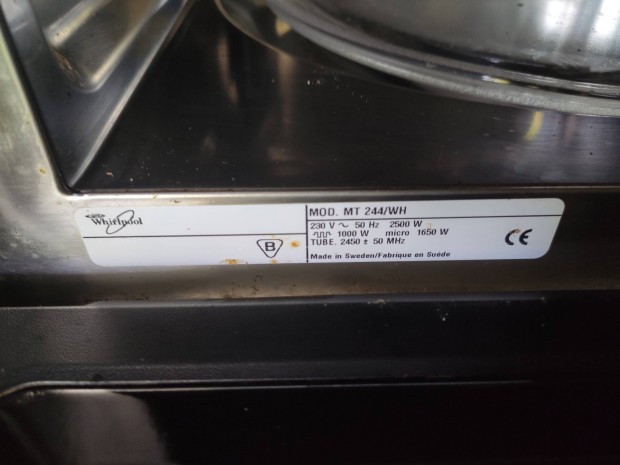 Whirlpool
B
MOD. MT 244/WH
230 V ~ 50 Hz 2500 W
1000 W micro 1650 W
TUBE. 2450 ± 50 MHz
Made in Sweden/Fabrique en Suède
CE